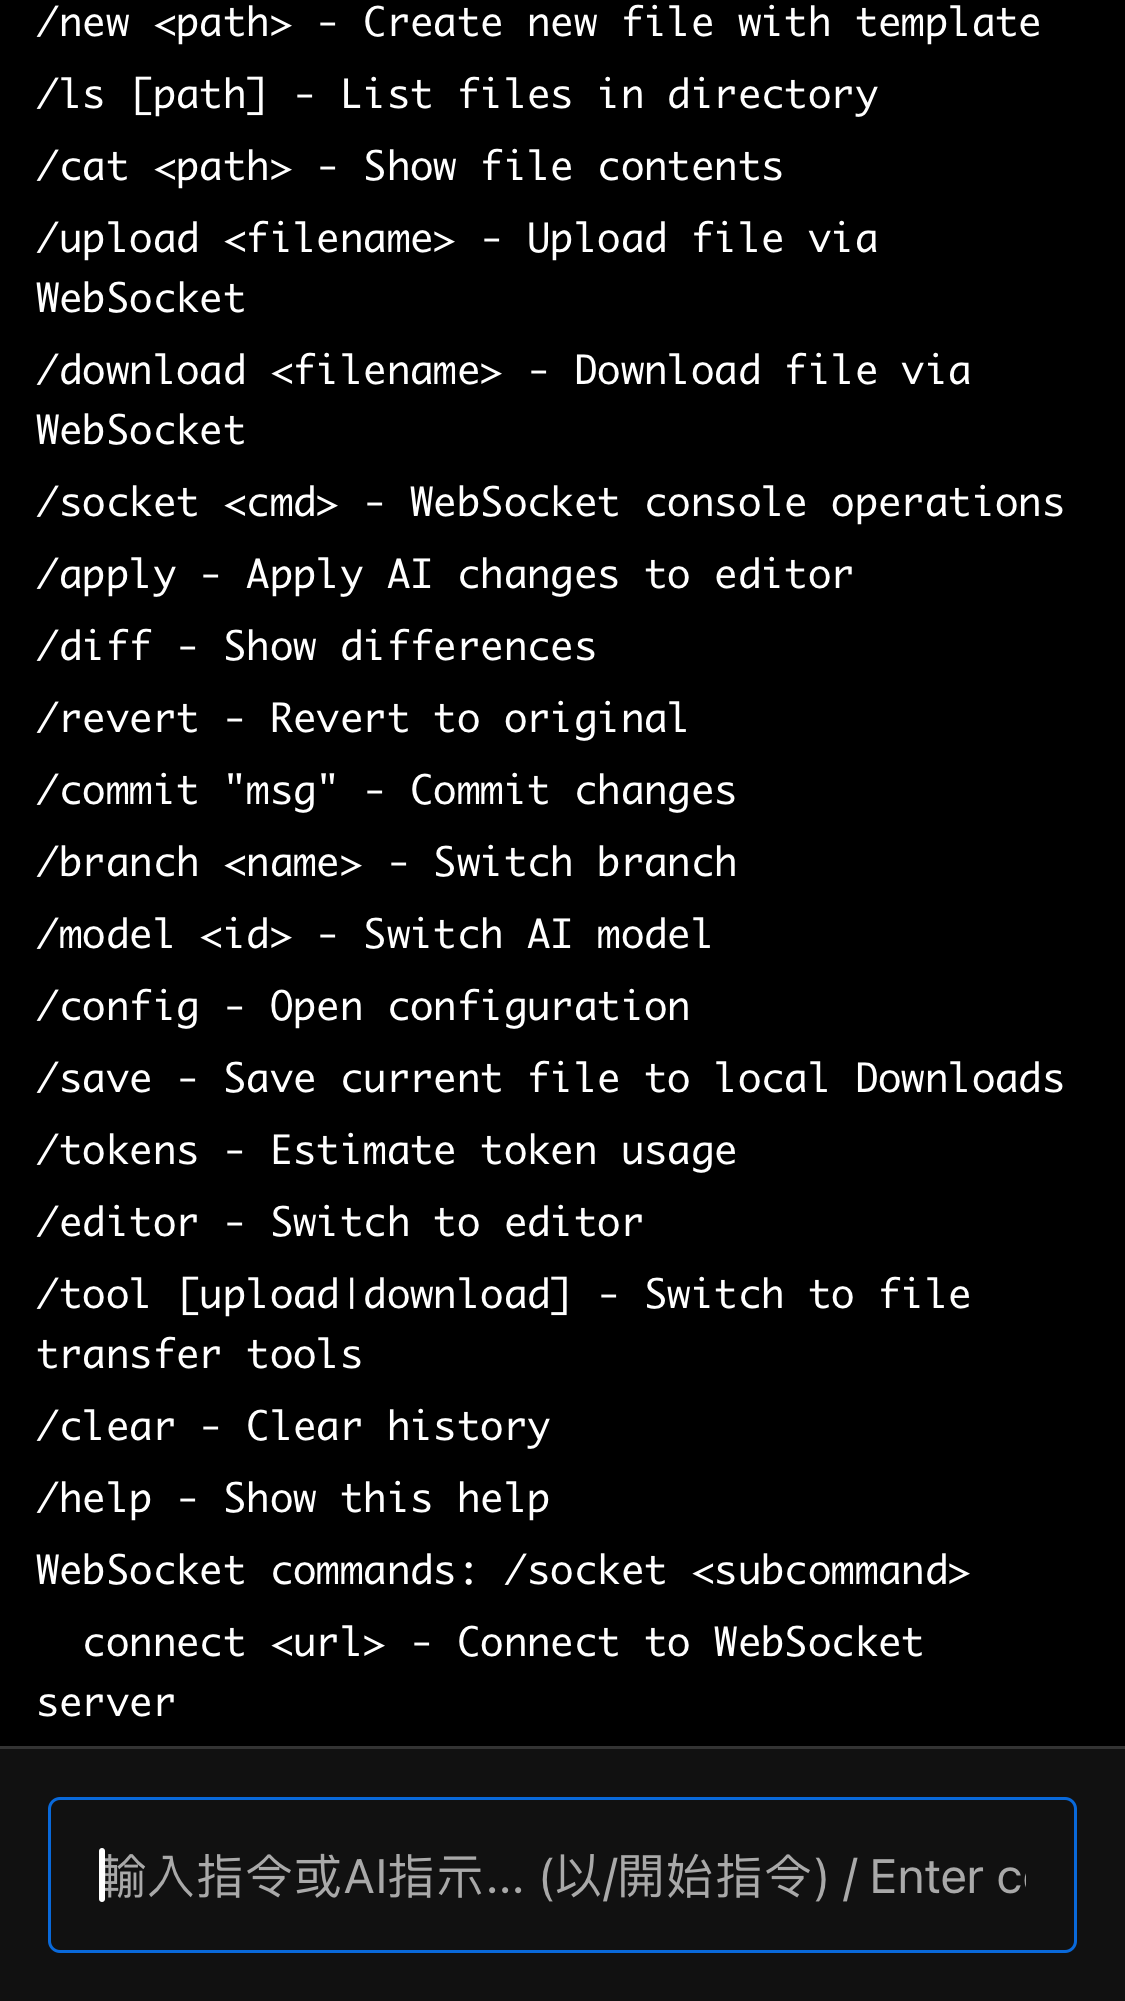 /new <path> - Create new file with template
/ls [path] - List files in directory
/cat <path> - Show file contents
/upload <filename> - Upload file via
WebSocket
/download <filename> - Download file via
WebSocket
/socket <cmd> - WebSocket console operations
/apply - Apply AI changes to editor
/diff - Show differences
/revert - Revert to original
/commit "msg" - Commit changes
/branch <name> - Switch branch
/model <id> - Switch AI model
/config - Open configuration
/save - Save current file to local Downloads
/tokens - Estimate token usage
/editor - Switch to editor
/tool [upload|download] - Switch to file
transfer tools
/clear - Clear history
/help - Show this help
WebSocket commands: /socket <subcommand>
connect <url> - Connect to WebSocket
server
輸入指令或AI指示... (以/開始指令) / Enter